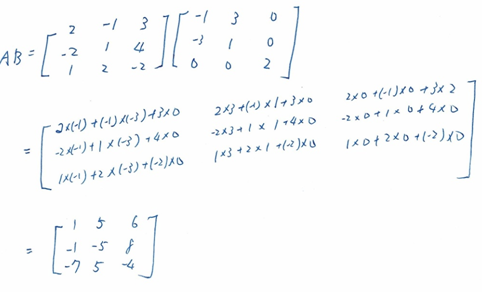 AB = [ 2 -1 3 ] [ -1 3 0 ]
[ -2 1 4 ] [ -3 1 0 ]
[ 1 2 -2 ] [ 0 0 2 ]
= [ 2×(-1)+(-1)×(-3)+3×0 2×3+(-1)×1+3×0 2×0+(-1)×0+3×2
-2×(-1)+1×(-3)+4×0 -2×3+1×1+4×0 -2×0+1×0+4×0
1×(-1)+2×(-3)+(-2)×0 1×3+2×1+(-2)×0 1×0+2×0+(-2)×0 ]
= [ 1 5 6 ]
[ -1 -5 8 ]
[ -7 5 -4 ]